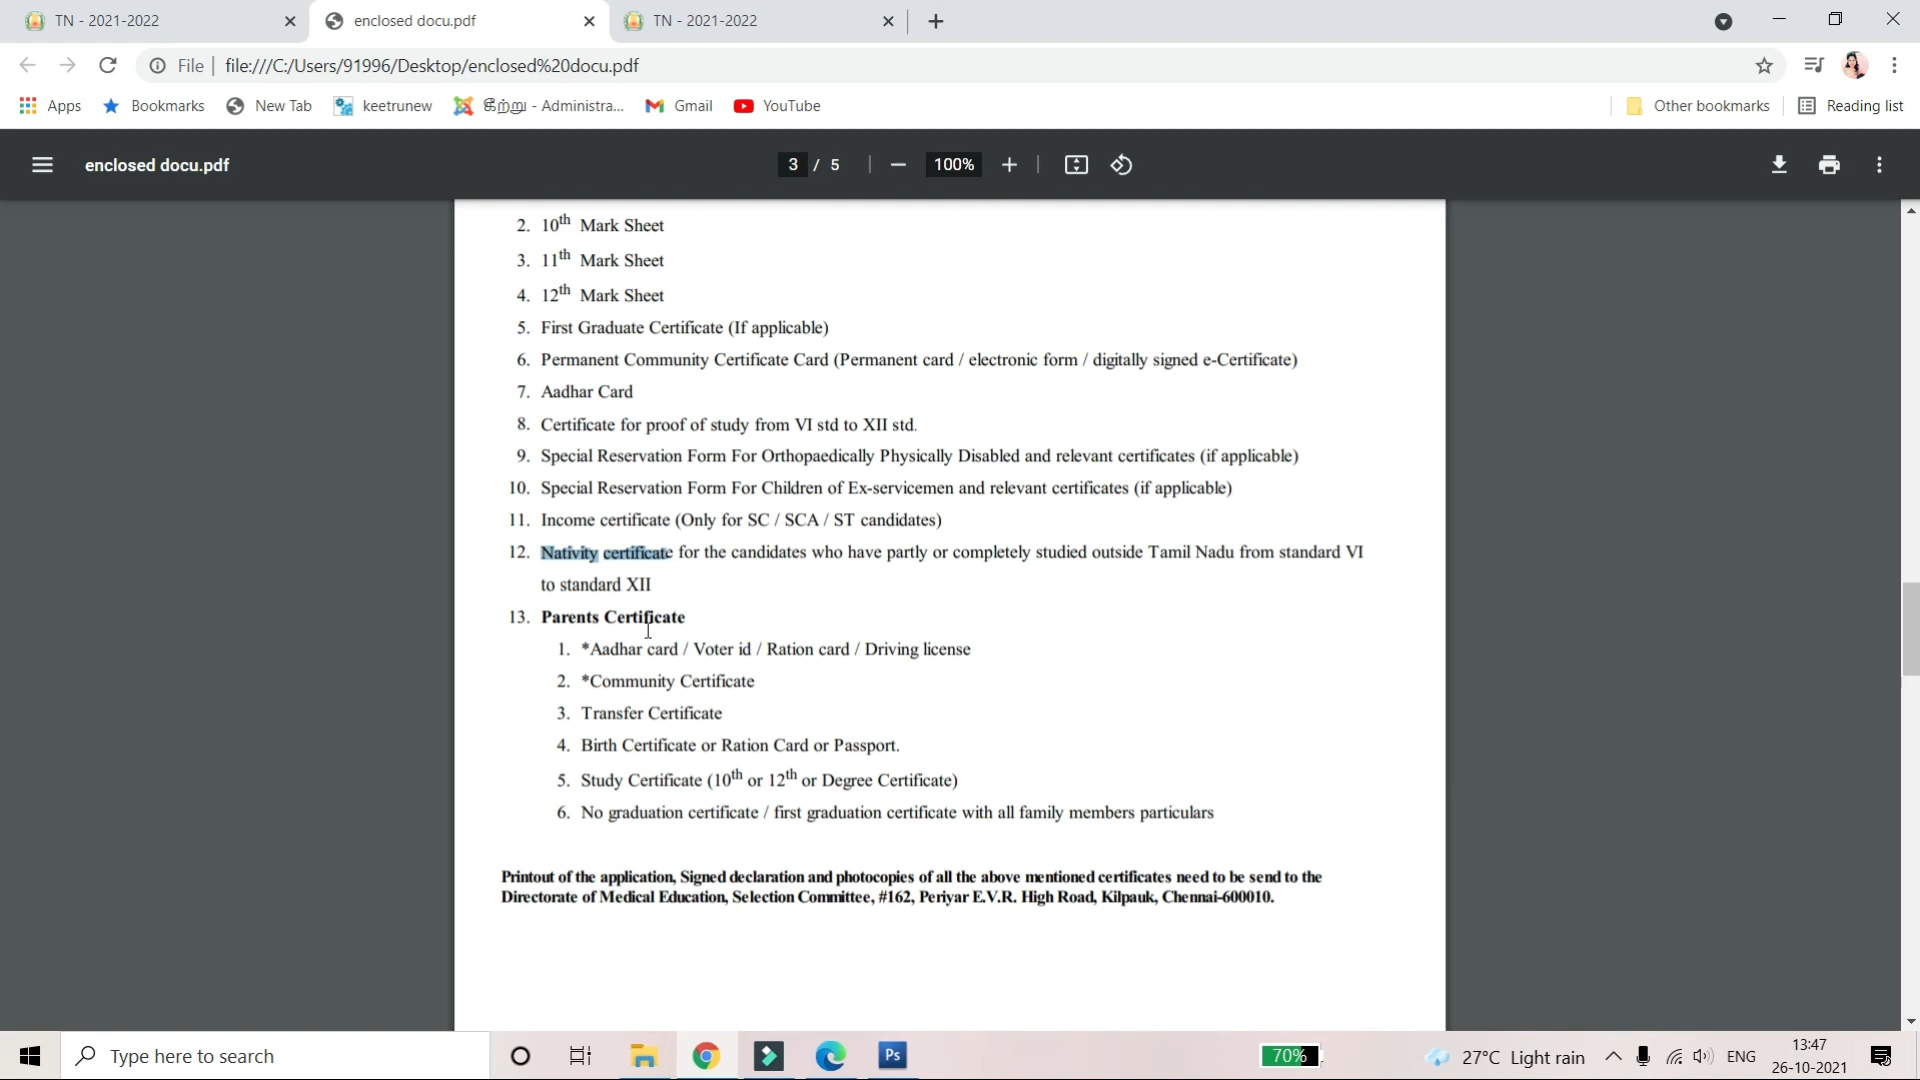 TN - 2021-2022
enclosed docu.pdf
TN - 2021-2022
File
file:///C:/Users/91996/Desktop/enclosed%20docu.pdf
Apps
Bookmarks
New Tab
keetrunew
கீற்று - Administra...
Gmail
YouTube
Other bookmarks
Reading list
enclosed docu.pdf
3 / 5
100%
2. 10th Mark Sheet
3. 11th Mark Sheet
4. 12th Mark Sheet
5. First Graduate Certificate (If applicable)
6. Permanent Community Certificate Card (Permanent card / electronic form / digitally signed e-Certificate)
7. Aadhar Card
8. Certificate for proof of study from VI std to XII std.
9. Special Reservation Form For Orthopaedically Physically Disabled and relevant certificates (if applicable)
10. Special Reservation Form For Children of Ex-servicemen and relevant certificates (if applicable)
11. Income certificate (Only for SC / SCA / ST candidates)
12. Nativity certificate for the candidates who have partly or completely studied outside Tamil Nadu from standard VI
to standard XII
13. Parents Certificate
1. *Aadhar card / Voter id / Ration card / Driving license
2. *Community Certificate
3. Transfer Certificate
4. Birth Certificate or Ration Card or Passport.
5. Study Certificate (10th or 12th or Degree Certificate)
6. No graduation certificate / first graduation certificate with all family members particulars
Printout of the application, Signed declaration and photocopies of all the above mentioned certificates need to be send to the
Directorate of Medical Education, Selection Committee, #162, Periyar E.V.R. High Road, Kilpauk, Chennai-600010.
Type here to search
Ps
70%
27°C Light rain
ENG
13:47
26-10-2021